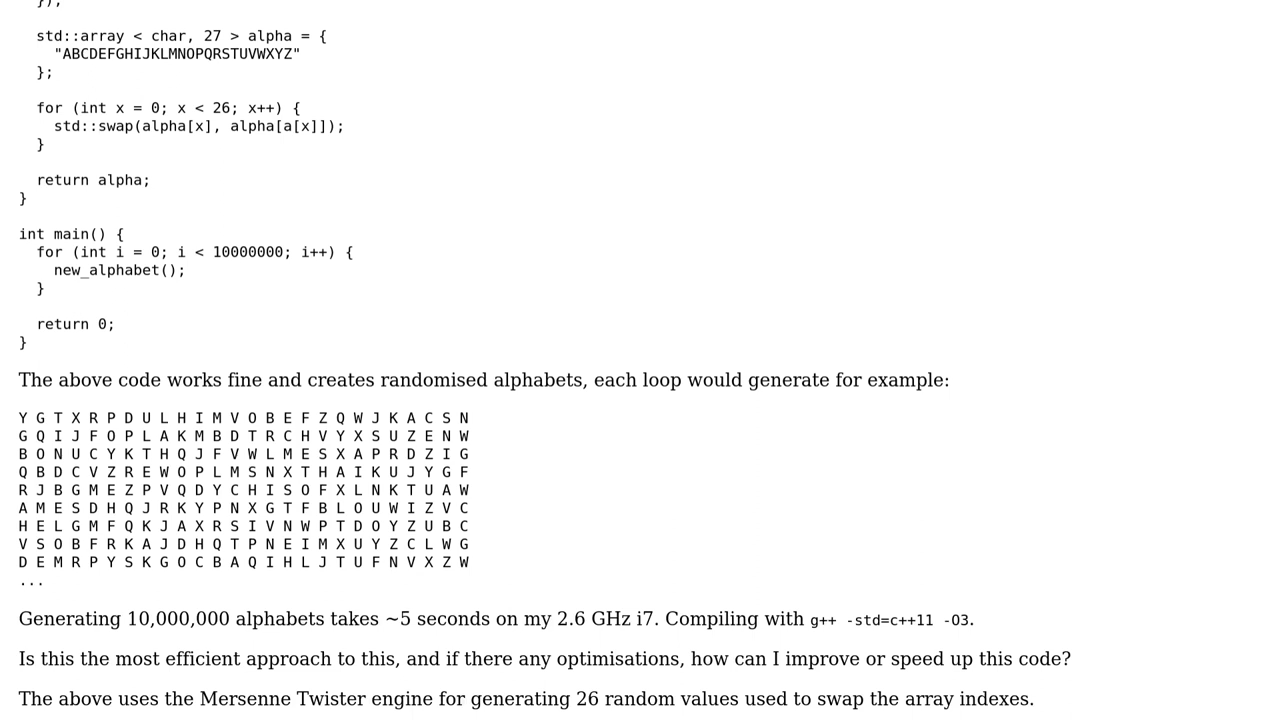 });
std::array < char, 27 > alpha = {
"ABCDEFGHIJKLMNOPQRSTUVWXYZ"
};
for (int x = 0; x < 26; x++) {
std::swap(alpha[x], alpha[a[x]]);
}
return alpha;
}
int main() {
for (int i = 0; i < 10000000; i++) {
new_alphabet();
}
return 0;
}
The above code works fine and creates randomised alphabets, each loop would generate for example:
Y G T X R P D U L H I M V O B E F Z Q W J K A C S N
G Q I J F O P L A K M B D T R C H V Y X S U Z E N W
B O N U C Y K T H Q J F V W L M E S X A P R D Z I G
Q B D C V Z R E W O P L M S N X T H A I K U J Y G F
R J B G M E Z P V Q D Y C H I S O F X L N K T U A W
A M E S D H Q J R K Y P N X G T F B L O U W I Z V C
H E L G M F Q K J A X R S I V N W P T D O Y Z U B C
V S O B F R K A J D H Q T P N E I M X U Y Z C L W G
D E M R P Y S K G O C B A Q I H L J T U F N V X Z W
...
Generating 10,000,000 alphabets takes ~5 seconds on my 2.6 GHz i7. Compiling with g++ -std=c++11 -O3.
Is this the most efficient approach to this, and if there any optimisations, how can I improve or speed up this code?
The above uses the Mersenne Twister engine for generating 26 random values used to swap the array indexes.